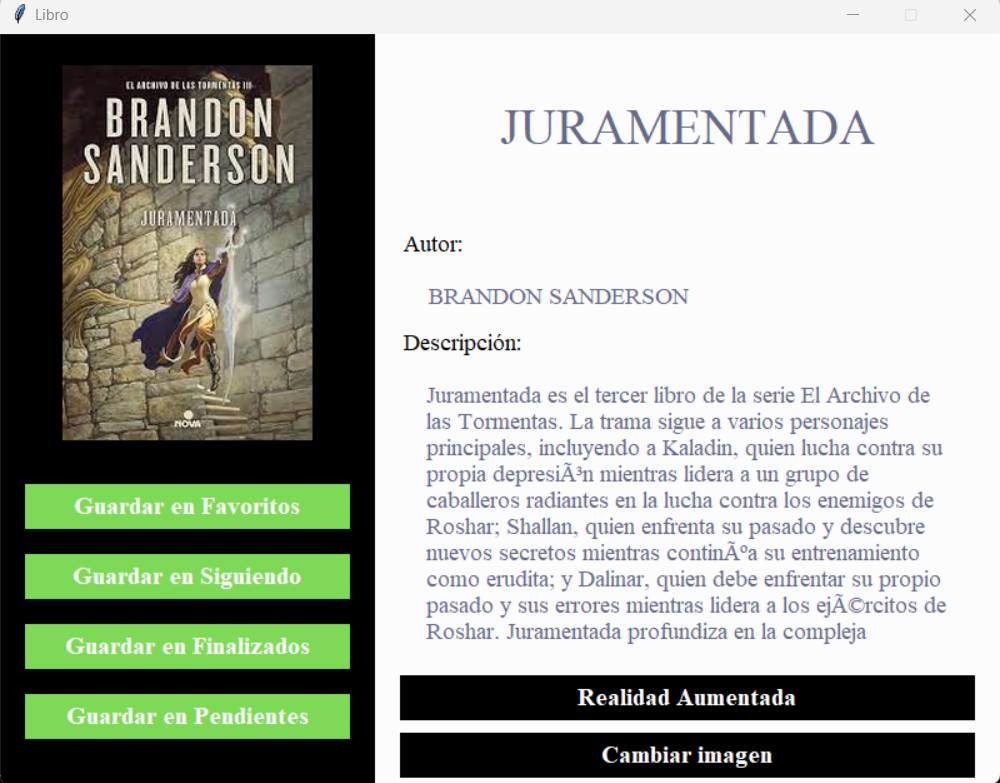 Libro
EL ARCHIVO DE LAS TORMENTAS III
BRANDON
SANDERSON
JURAMENTADA
NOVA
Guardar en Favoritos
Guardar en Siguiendo
Guardar en Finalizados
Guardar en Pendientes
JURAMENTADA
Autor:
BRANDON SANDERSON
Descripción:
Juramentada es el tercer libro de la serie El Archivo de
las Tormentas. La trama sigue a varios personajes
principales, incluyendo a Kaladin, quien lucha contra su
propia depresiÃ³n mientras lidera a un grupo de
caballeros radiantes en la lucha contra los enemigos de
Roshar; Shallan, quien enfrenta su pasado y descubre
nuevos secretos mientras continÃºa su entrenamiento
como erudita; y Dalinar, quien debe enfrentar su propio
pasado y sus errores mientras lidera a los ejÃ©rcitos de
Roshar. Juramentada profundiza en la compleja
Realidad Aumentada
Cambiar imagen